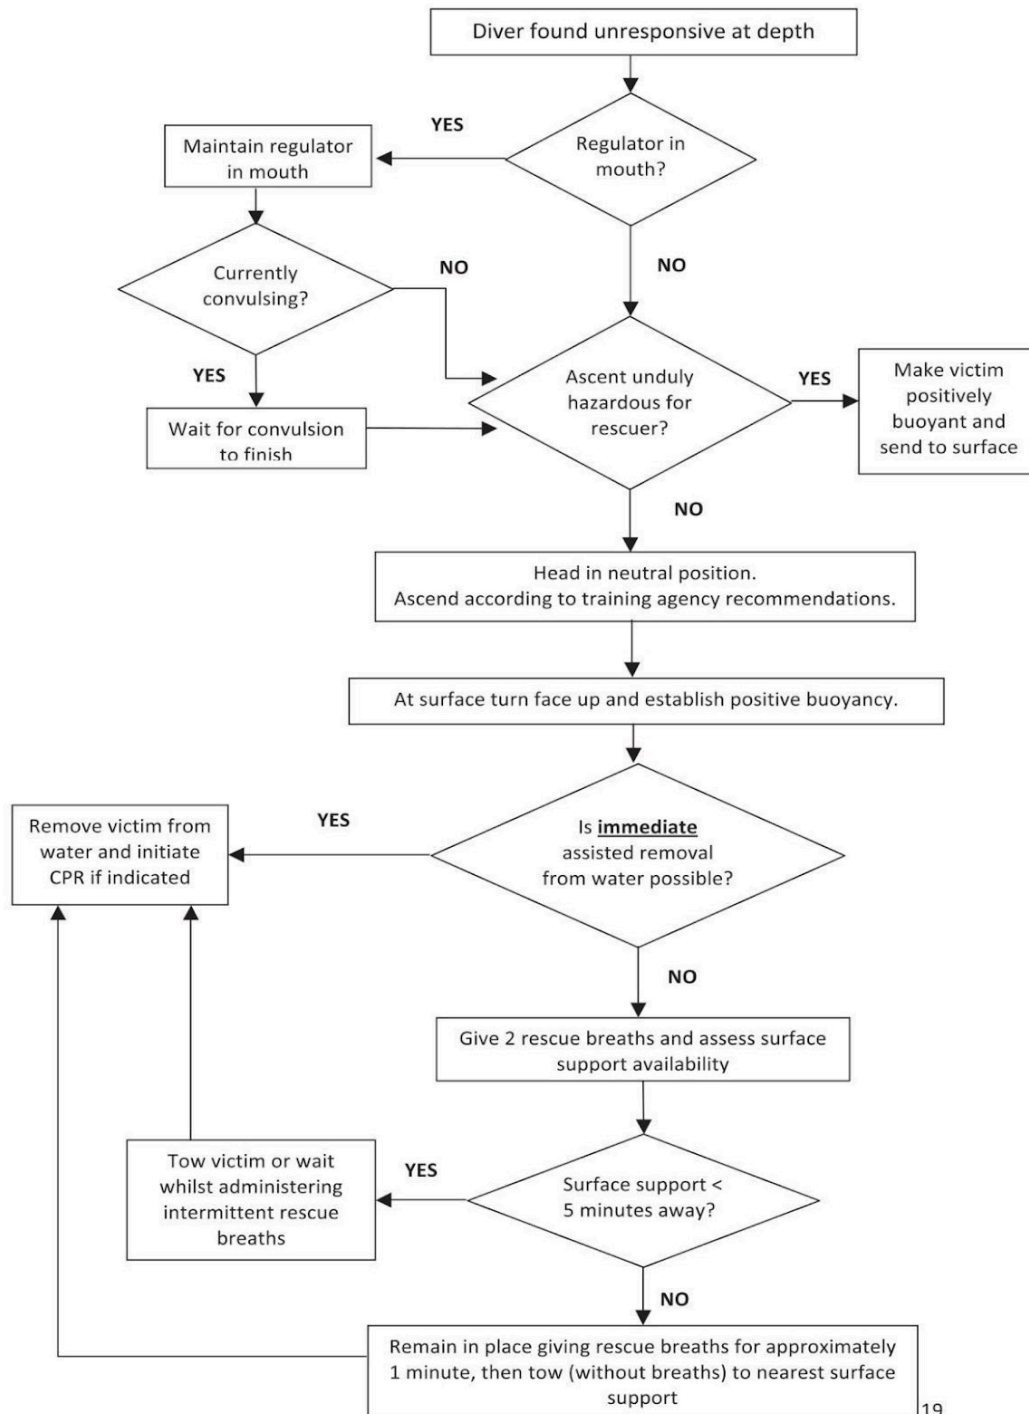 Diver found unresponsive at depth
YES
Regulator in
mouth?
Maintain regulator
in mouth
NO
Currently
convulsing?
NO
YES
Wait for convulsion
to finish
Ascent unduly
hazardous for
rescuer?
YES
Make victim
positively
buoyant and
send to surface
NO
Head in neutral position.
Ascend according to training agency recommendations.
At surface turn face up and establish positive buoyancy.
Is immediate
assisted removal
from water possible?
YES
Remove victim from
water and initiate
CPR if indicated
NO
Give 2 rescue breaths and assess surface
support availability
Surface support <
5 minutes away?
YES
Tow victim or wait
whilst administering
intermittent rescue
breaths
NO
Remain in place giving rescue breaths for approximately
1 minute, then tow (without breaths) to nearest surface
support
19